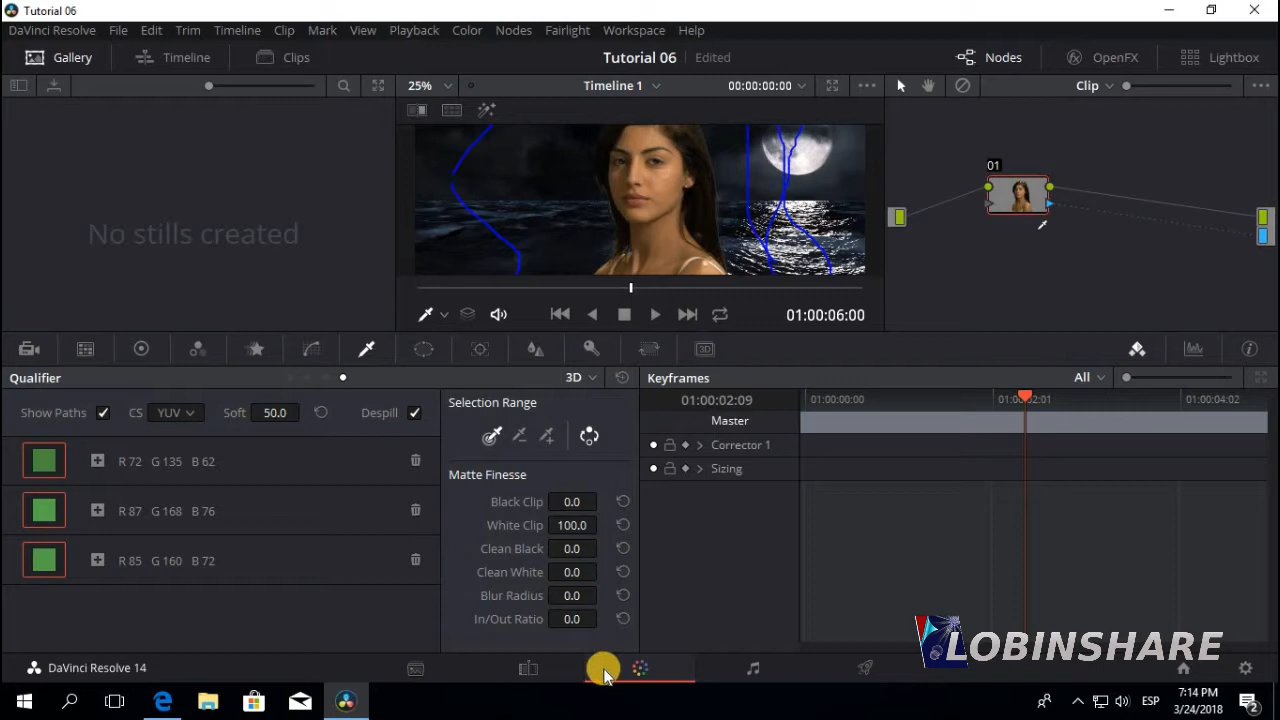 Tutorial 06
DaVinci Resolve File Edit Trim Timeline Clip Mark View Playback Color Nodes Fairlight Workspace Help
Gallery Timeline Clips Tutorial 06 Edited Nodes OpenFX Lightbox
25% Timeline 1 00:00:00:00 Clip
01
No stills created
01:00:06:00
3D
Qualifier 3D Keyframes All
Show Paths CS YUV Soft 50.0 Despill
Selection Range
01:00:02:09 01:00:00:00 01:00:02:01 01:00:04:02
Master
Corrector 1
Sizing
R 72 G 135 B 62
R 87 G 168 B 76
R 85 G 160 B 72
Matte Finesse
Black Clip 0.0
White Clip 100.0
Clean Black 0.0
Clean White 0.0
Blur Radius 0.0
In/Out Ratio 0.0
LOBINSHARE
DaVinci Resolve 14
ESP 7:14 PM
3/24/2018
2